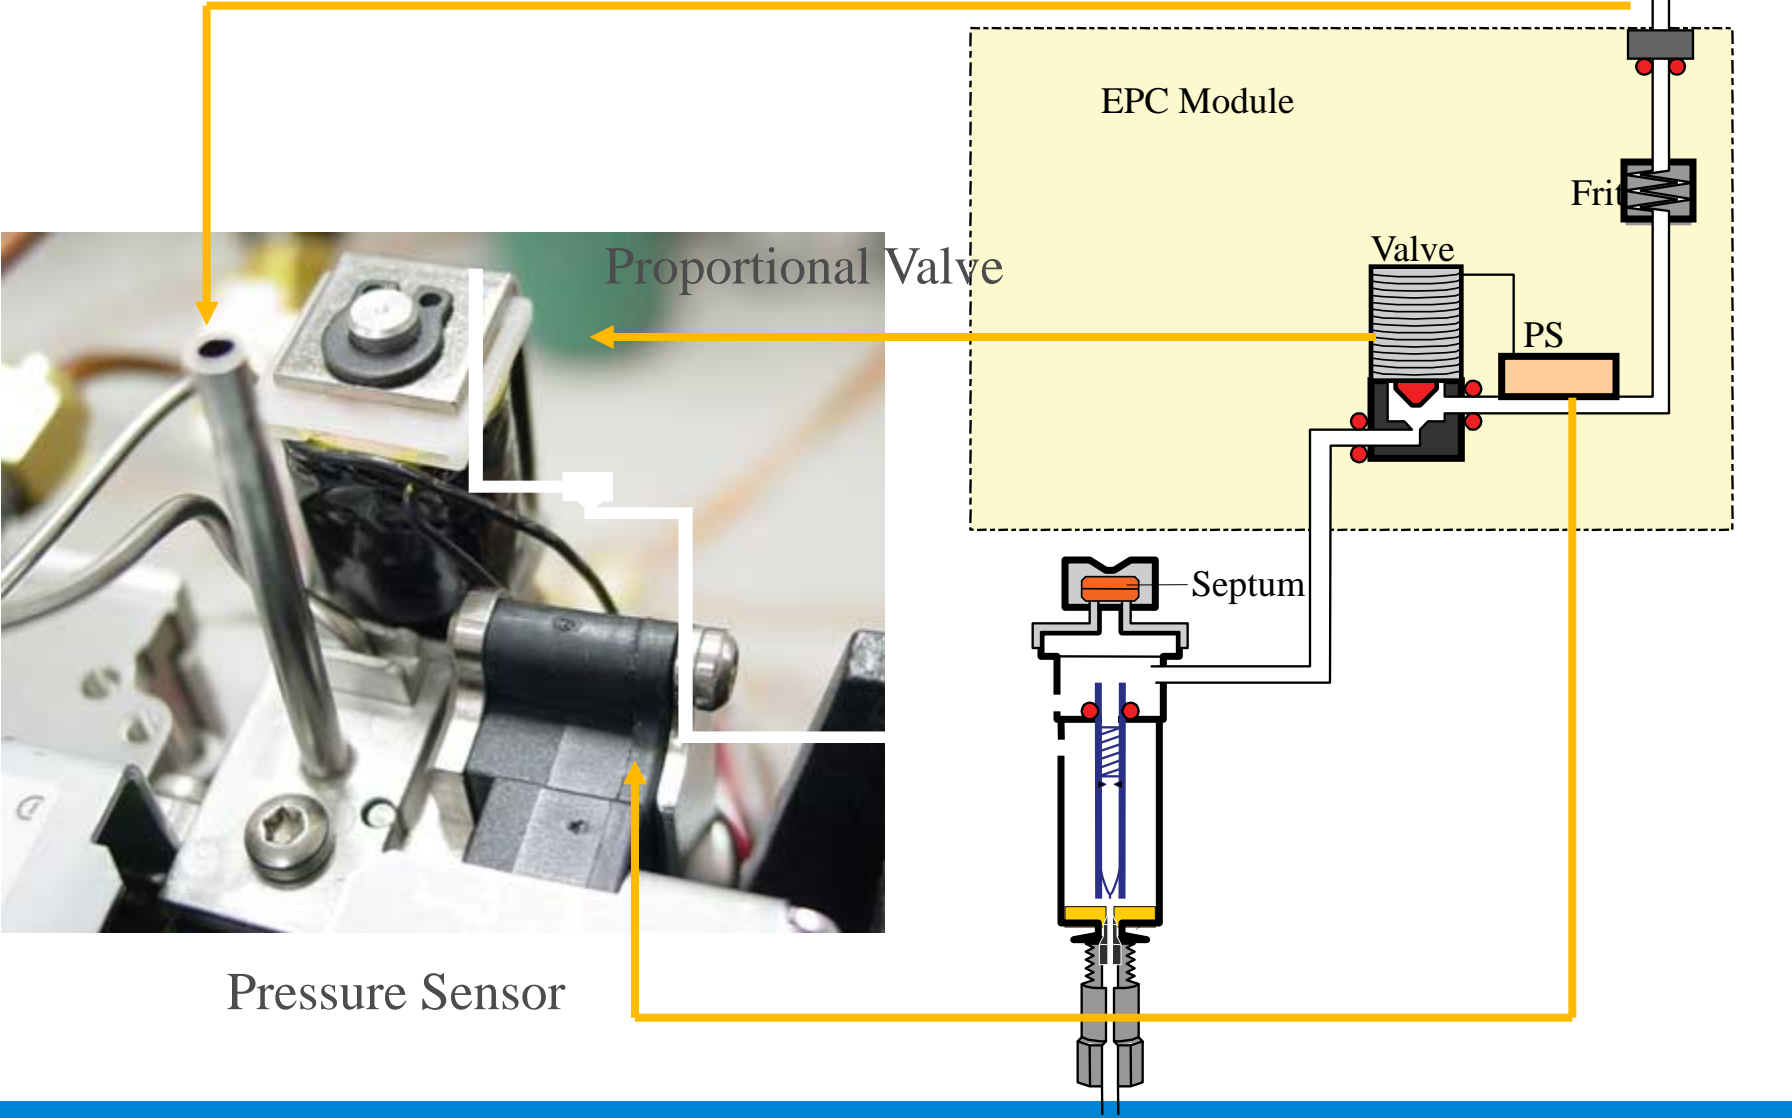 EPC Module
Frit
Valve
Proportional Valve
PS
Septum
Pressure Sensor